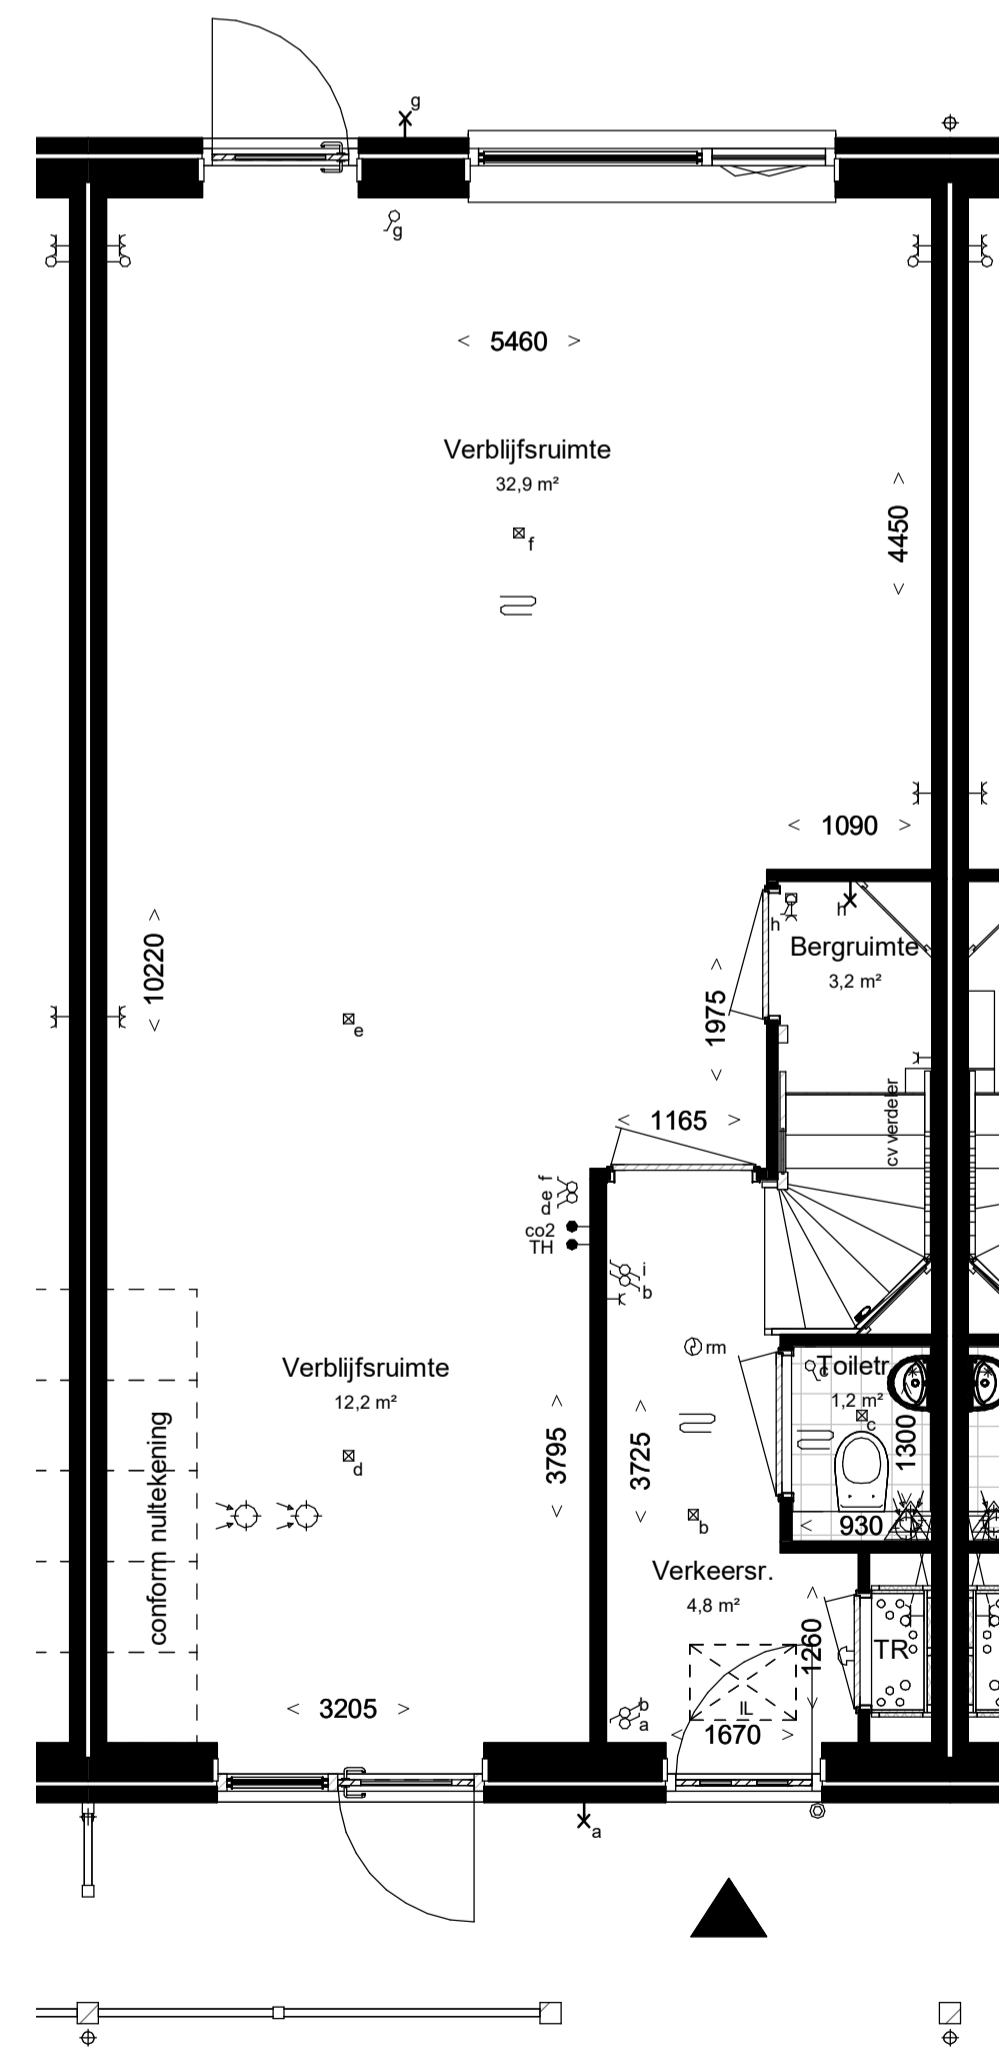 g
g
< 5460 >
Verblijfsruimte
32,9 m²
f
< 4450 >
< 1090 >
h
h
Bergruimte
3,2 m²
< 10220 >
e
< 1975 >
cv verdeler
< 1165 >
f
d-e
co2
TH
i
b
rm
Toiletr.
c
1,2 m²
c
1300
< 930
Verblijfsruimte
12,2 m²
d
conform nultekening
< 3795 >
< 3725 >
b
Verkeersr.
4,8 m²
< 1260 >
TR
IL
b
a
< 3205 >
< 1670 >
a